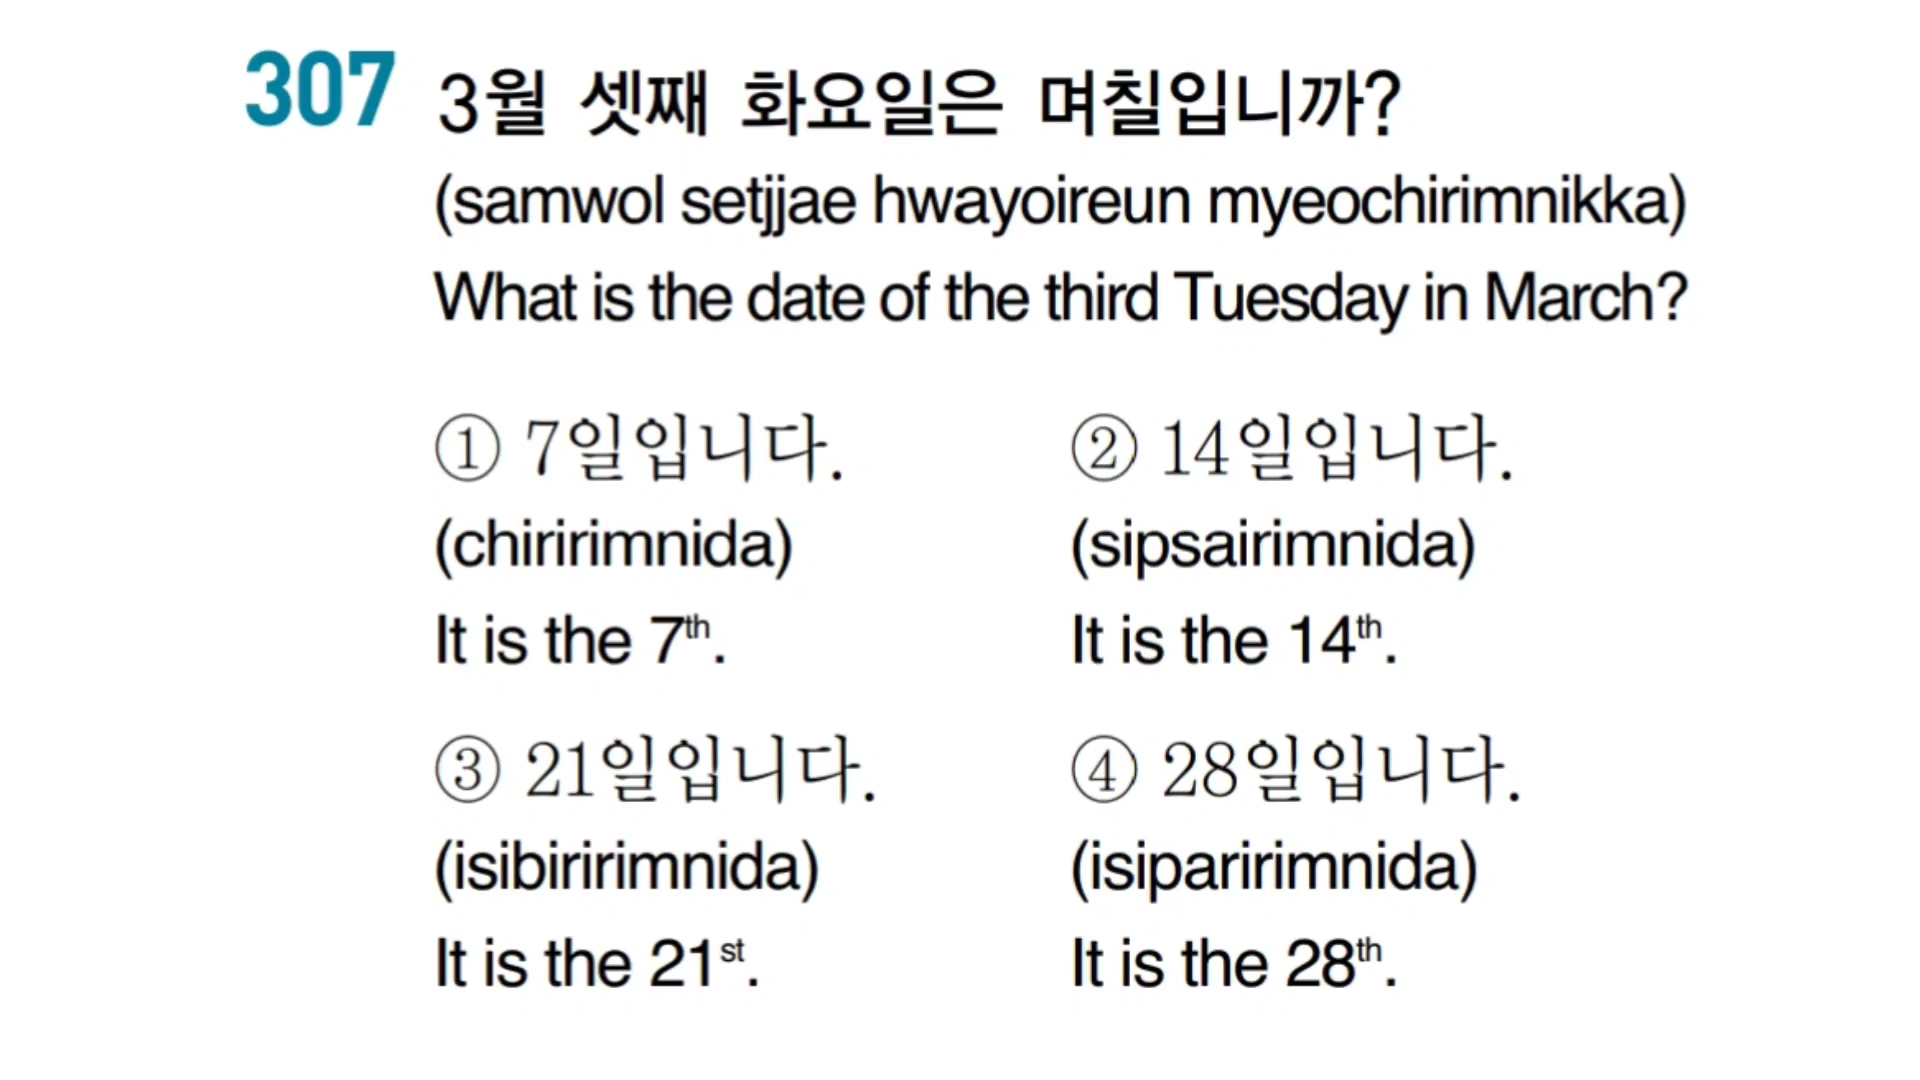 307 3월 셋째 화요일은 며칠입니까?
(samwol setjjae hwayoireun myeochirimnikka)
What is the date of the third Tuesday in March?
① 7일입니다.
(chiririmnida)
It is the 7th.
② 14일입니다.
(sipsairimnida)
It is the 14th.
③ 21일입니다.
(isibiririmnida)
It is the 21st.
④ 28일입니다.
(isiparirimnida)
It is the 28th.